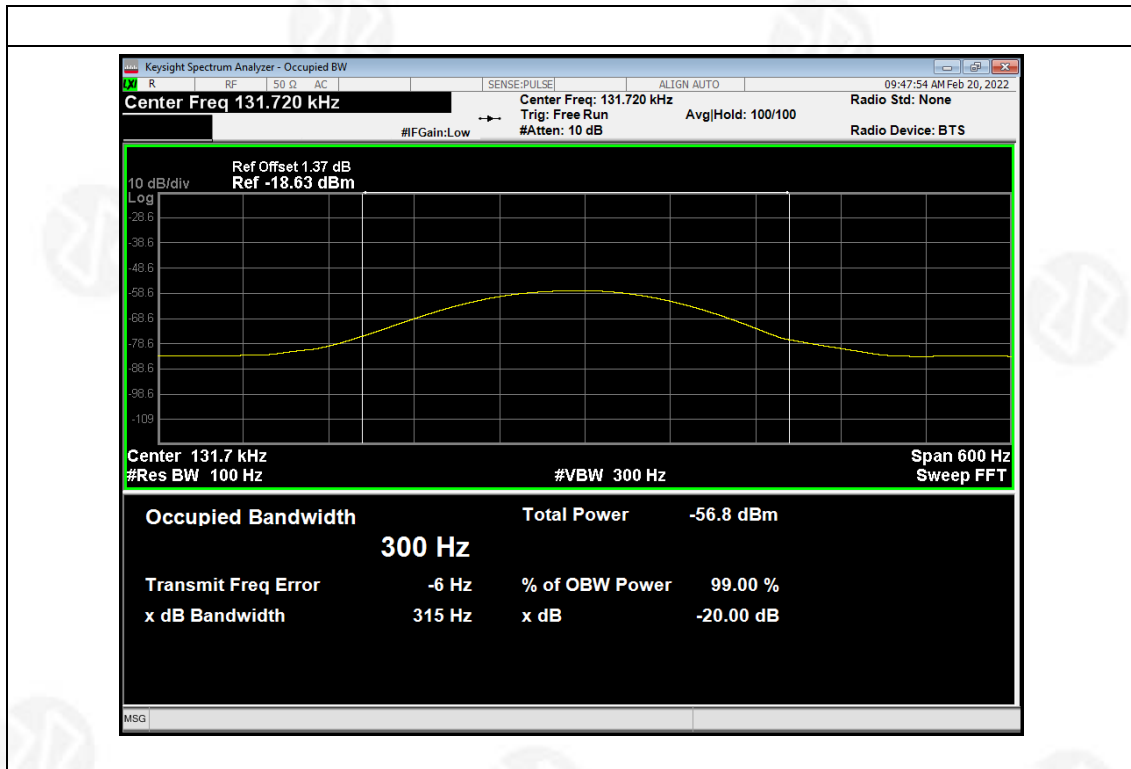 Keysight Spectrum Analyzer - Occupied BW
LXI R RF 50 Ω AC SENSE:PULSE ALIGN AUTO 09:47:54 AM Feb 20, 2022
Center Freq 131.720 kHz Center Freq: 131.720 kHz Radio Std: None
Trig: Free Run Avg|Hold: 100/100
#IFGain:Low #Atten: 10 dB Radio Device: BTS
Ref Offset 1.37 dB
10 dB/div Ref -18.63 dBm
Log
-28.6
-38.6
-48.6
-58.6
-68.6
-78.6
-88.6
-98.6
-109
Center 131.7 kHz Span 600 Hz
#Res BW 100 Hz #VBW 300 Hz Sweep FFT
Occupied Bandwidth Total Power -56.8 dBm
300 Hz
Transmit Freq Error -6 Hz % of OBW Power 99.00 %
x dB Bandwidth 315 Hz x dB -20.00 dB
MSG